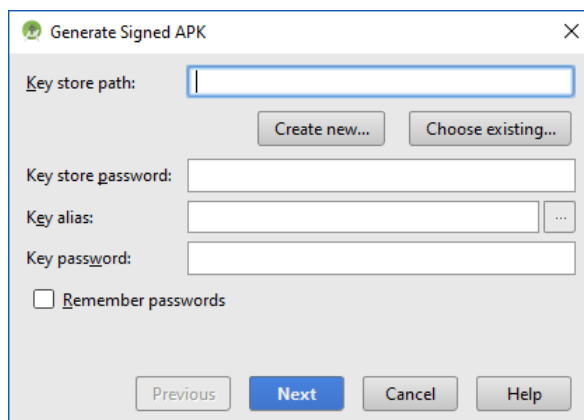 Generate Signed APK
Key store path:
Create new... Choose existing...
Key store password:
Key alias: ...
Key password:
Remember passwords
Previous Next Cancel Help